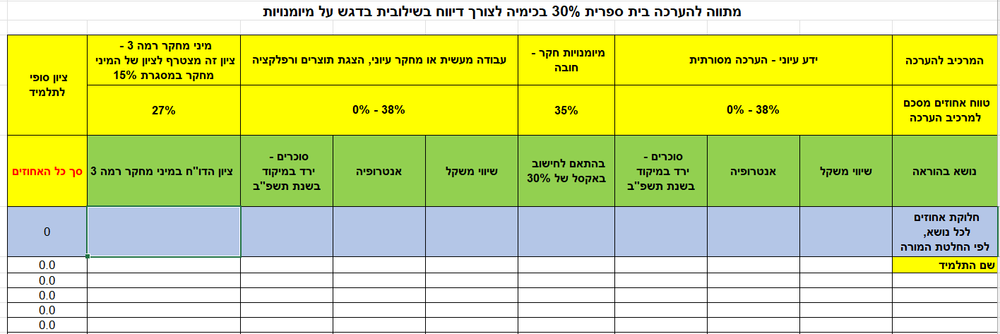 מתווה להערכה בית ספרית 30% בכימיה לצורך דיווח בשילובית בדגש על מיומנויות
המרכיב להערכה
ידע עיוני - הערכה מסורתית
מיומנויות חקר -
חובה
עבודה מעשית או מחקר עיוני, הצגת תוצרים ורפלקציה
מיני מחקר רמה 3 -
ציון זה מצטרף לציון של המיני
מחקר במסגרת 15%
ציון סופי
לתלמיד
טווח אחוזים מסכם
למרכיב הערכה
0% - 38%
35%
0% - 38%
27%
נושא בהוראה
שיווי משקל
אנטרופיה
סוכרים -
ירד במיקוד
בשנת תשפ"ב
בהתאם לחישוב
באקסל של 30%
שיווי משקל
אנטרופיה
סוכרים -
ירד במיקוד
בשנת תשפ"ב
ציון הדו"ח במיני מחקר רמה 3
סך כל האחוזים
חלוקת אחוזים
לכל נושא,
לפי החלטת המורה
0
שם התלמיד
0.0
0.0
0.0
0.0
0.0